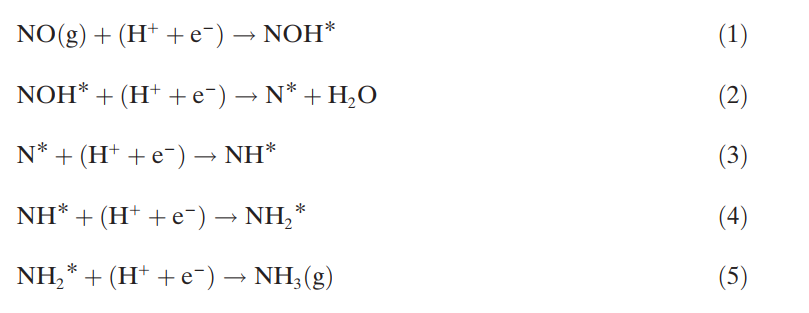 NO(g) + (H⁺ + e⁻) → NOH* (1)
NOH* + (H⁺ + e⁻) → N* + H₂O (2)
N* + (H⁺ + e⁻) → NH* (3)
NH* + (H⁺ + e⁻) → NH₂* (4)
NH₂* + (H⁺ + e⁻) → NH₃(g) (5)